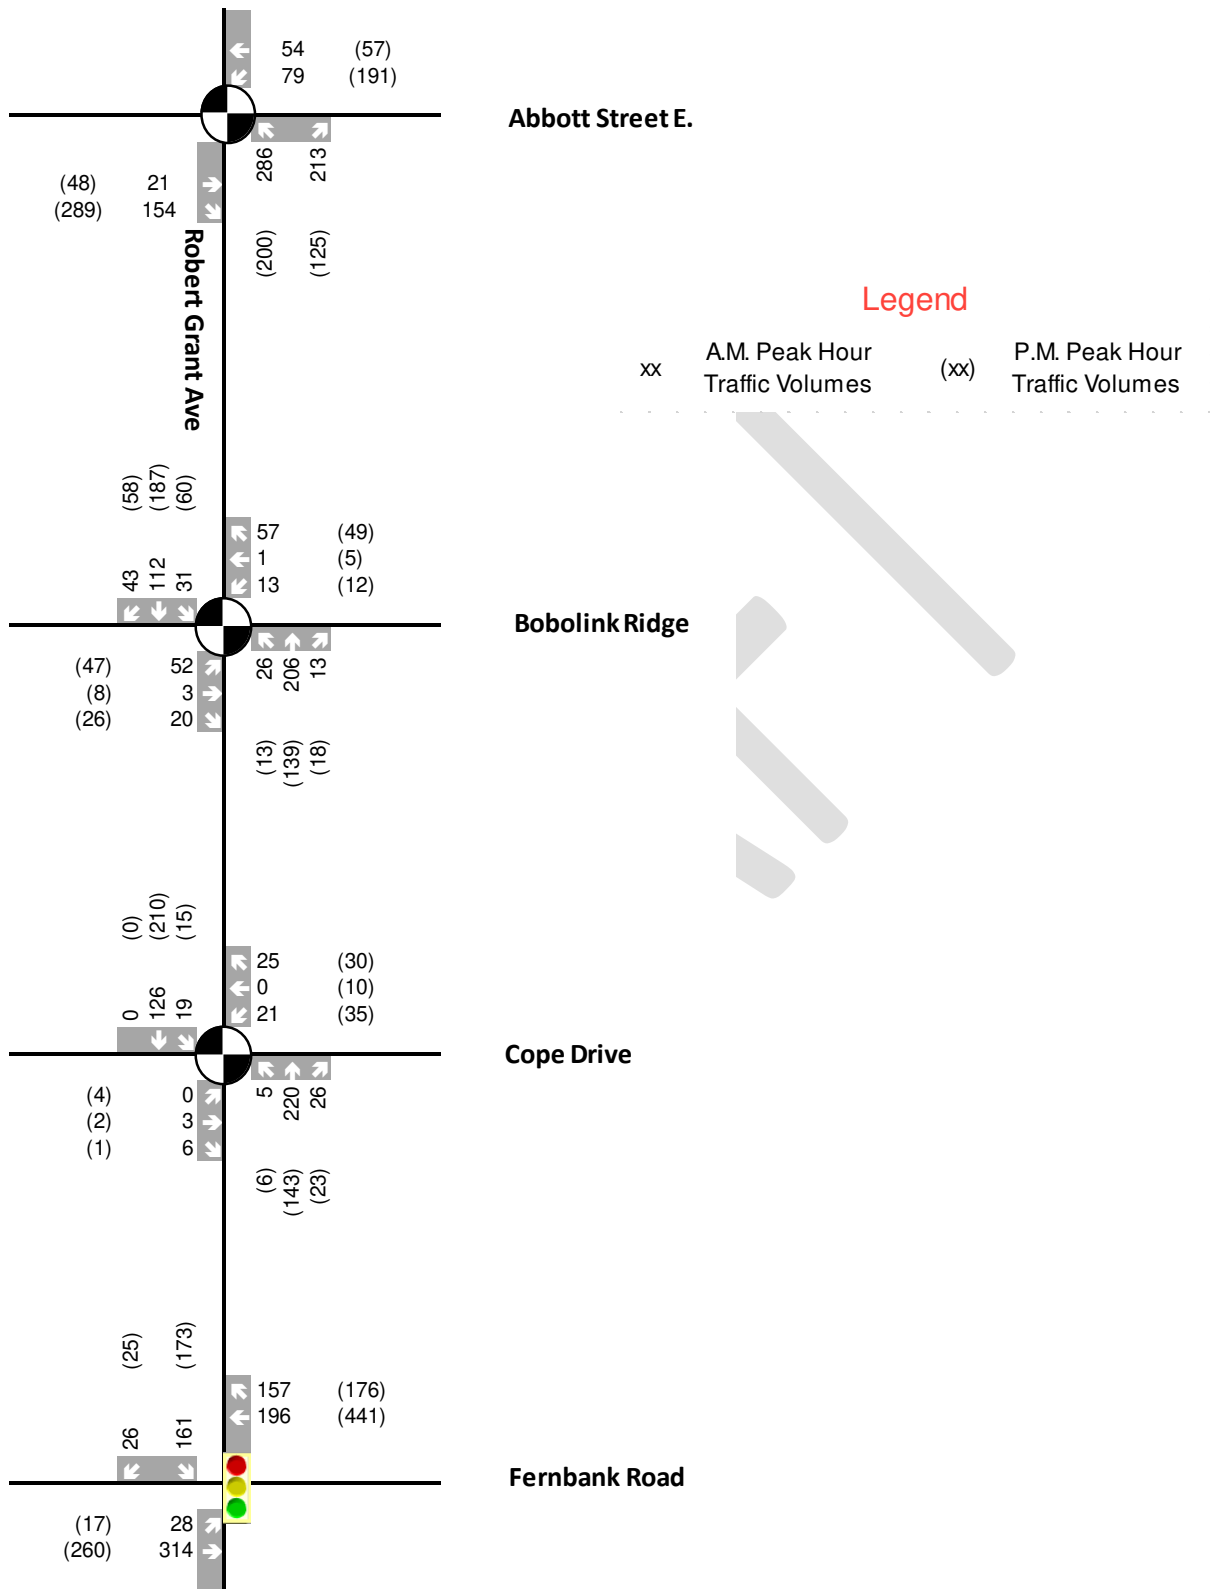 54 (57)
79 (191)
Abbott Street E.
286 213
(48) 21
(289) 154
(200) (125)
Robert Grant Ave
Legend
xx A.M. Peak Hour Traffic Volumes (xx) P.M. Peak Hour Traffic Volumes
(58) (187) (60)
57 (49)
1 (5)
13 (12)
43 112 31
Bobolink Ridge
26 206 13
(47) 52
(8) 3
(26) 20
(13) (139) (18)
(0) (210) (15)
25 (30)
0 (10)
21 (35)
0 126 19
Cope Drive
5 220 26
(4) 0
(2) 3
(1) 6
(6) (143) (23)
(25) (173)
157 (176)
196 (441)
26 161
Fernbank Road
(17) 28
(260) 314